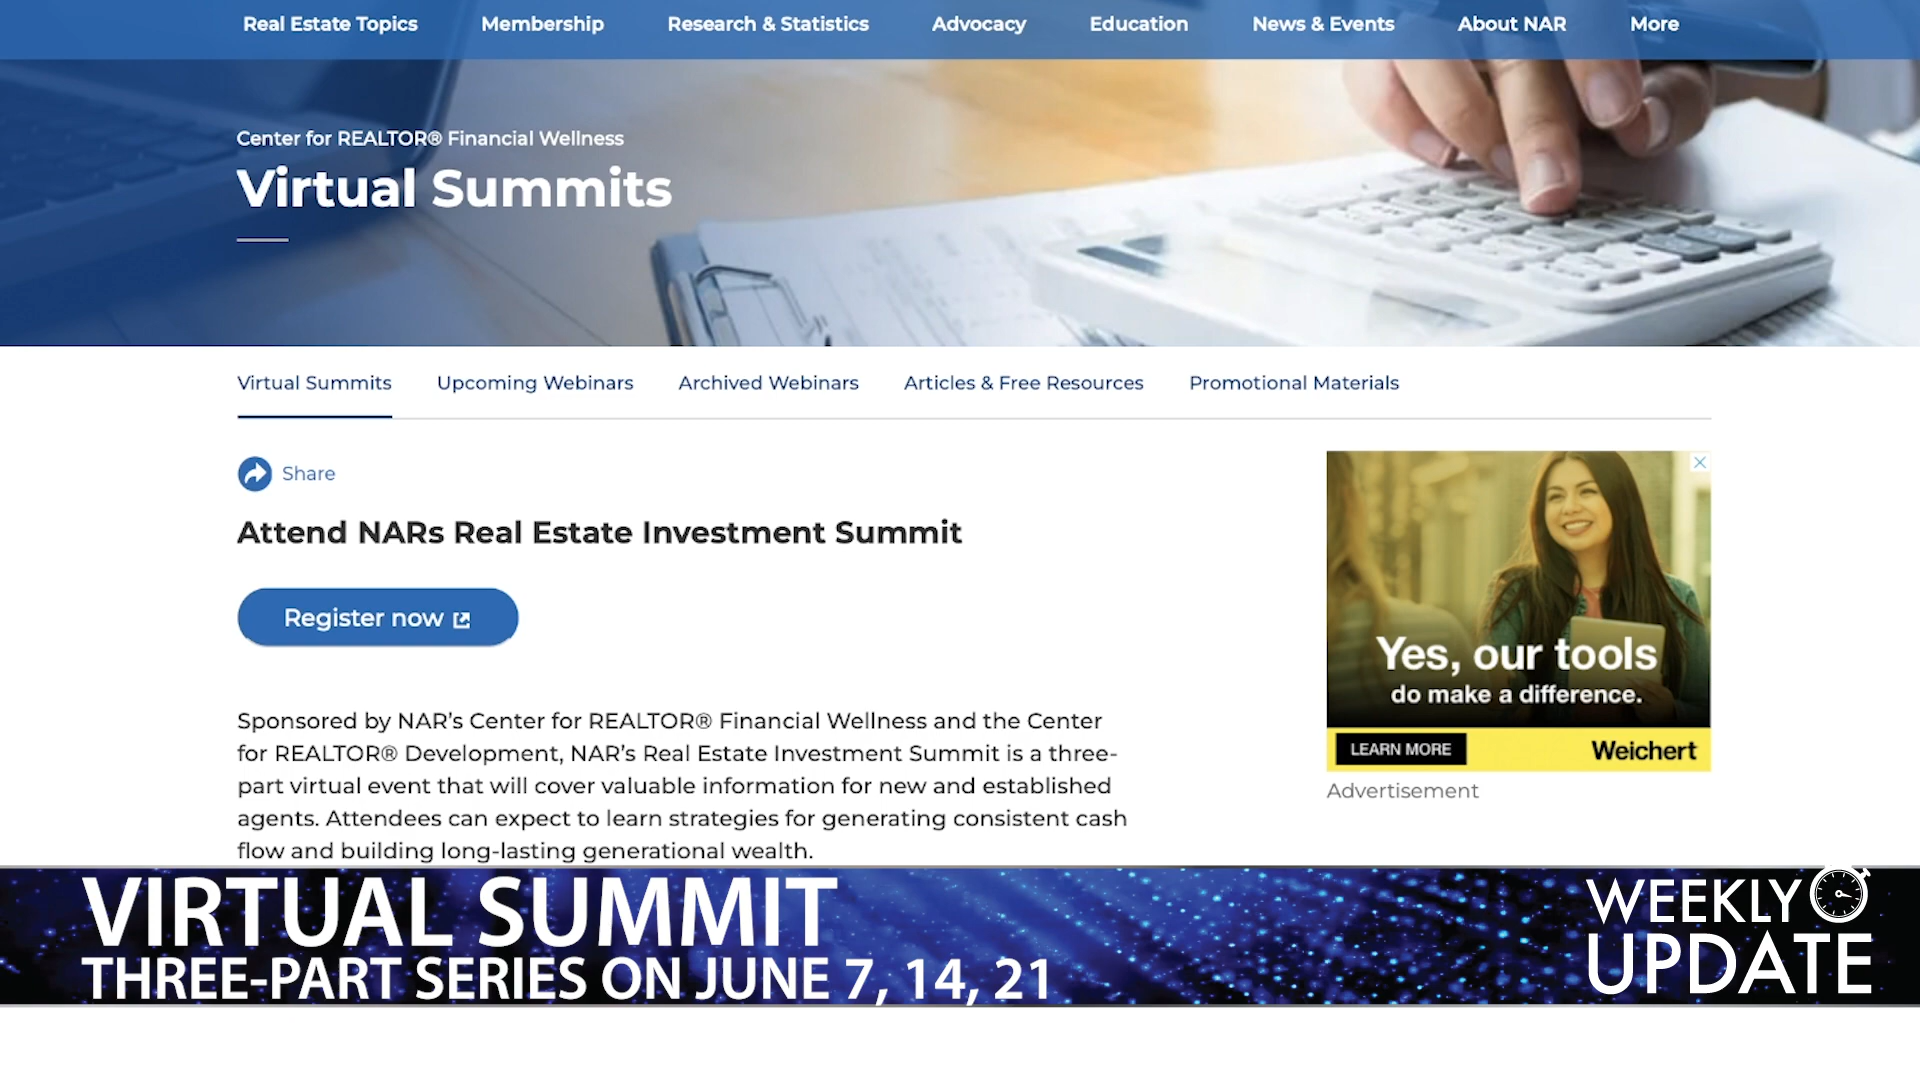 Real Estate Topics Membership Research & Statistics Advocacy Education News & Events About NAR More
Center for REALTOR® Financial Wellness
Virtual Summits
Virtual Summits Upcoming Webinars Archived Webinars Articles & Free Resources Promotional Materials
Share
Attend NARs Real Estate Investment Summit
Register now
Sponsored by NAR’s Center for REALTOR® Financial Wellness and the Center
for REALTOR® Development, NAR’s Real Estate Investment Summit is a three-
part virtual event that will cover valuable information for new and established
agents. Attendees can expect to learn strategies for generating consistent cash
flow and building long-lasting generational wealth.
Yes, our tools
do make a difference.
LEARN MORE
Weichert
Advertisement
VIRTUAL SUMMIT
THREE-PART SERIES ON JUNE 7, 14, 21
WEEKLY
UPDATE